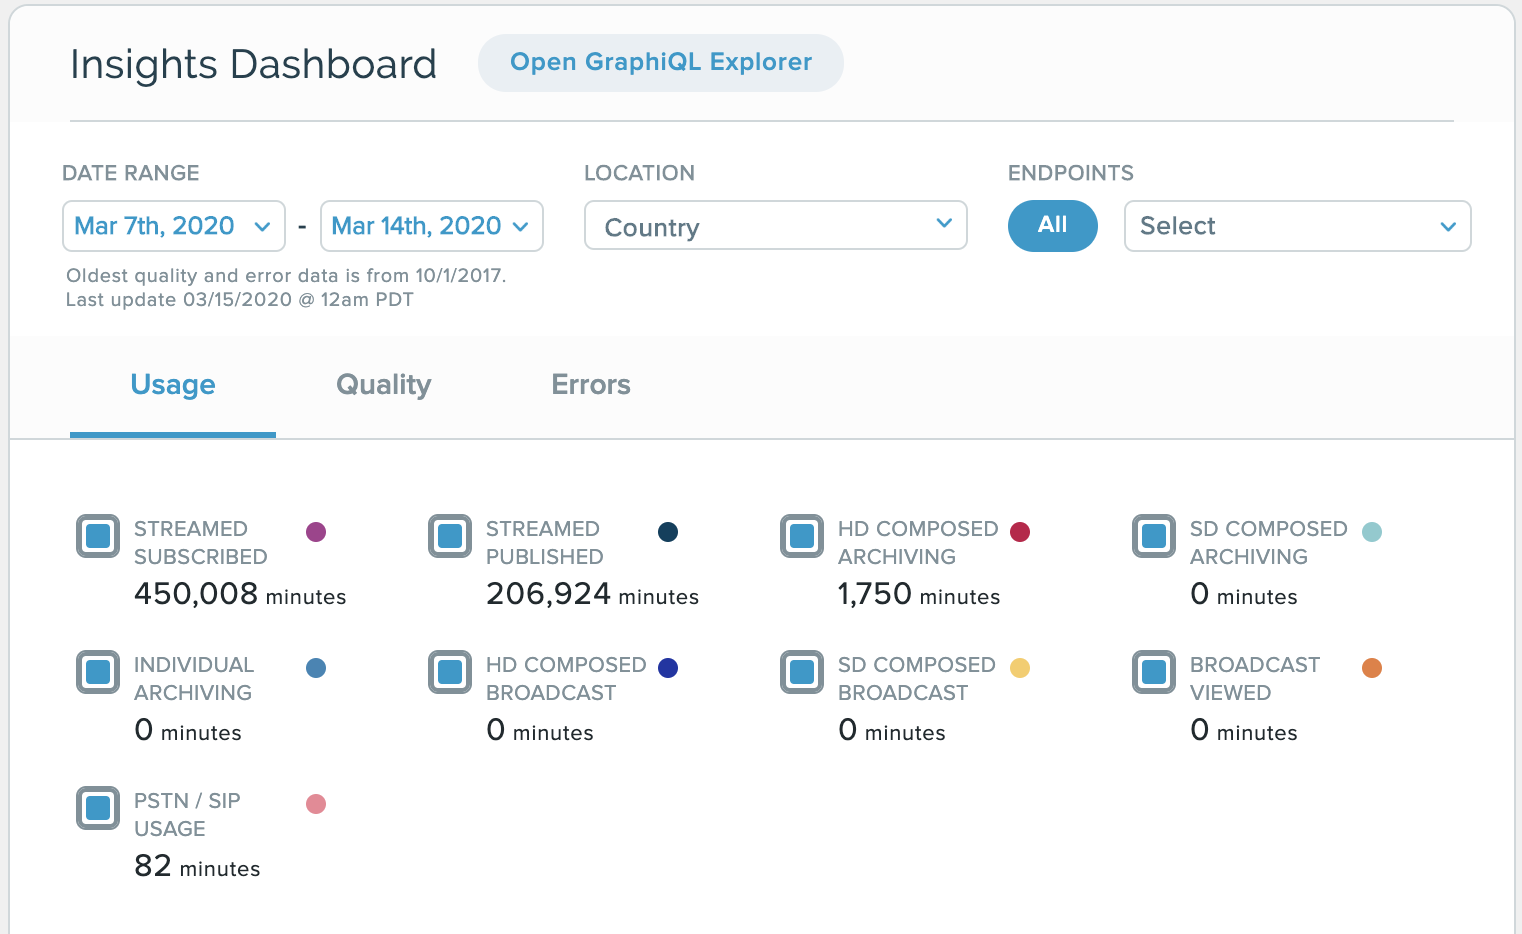 Insights Dashboard
Open GraphiQL Explorer
DATE RANGE
Mar 7th, 2020 - Mar 14th, 2020
Oldest quality and error data is from 10/1/2017.
Last update 03/15/2020 @ 12am PDT
LOCATION
Country
ENDPOINTS
All
Select
Usage
Quality
Errors
STREAMED
SUBSCRIBED
450,008 minutes
STREAMED
PUBLISHED
206,924 minutes
HD COMPOSED
ARCHIVING
1,750 minutes
SD COMPOSED
ARCHIVING
0 minutes
INDIVIDUAL
ARCHIVING
0 minutes
HD COMPOSED
BROADCAST
0 minutes
SD COMPOSED
BROADCAST
0 minutes
BROADCAST
VIEWED
0 minutes
PSTN / SIP
USAGE
82 minutes